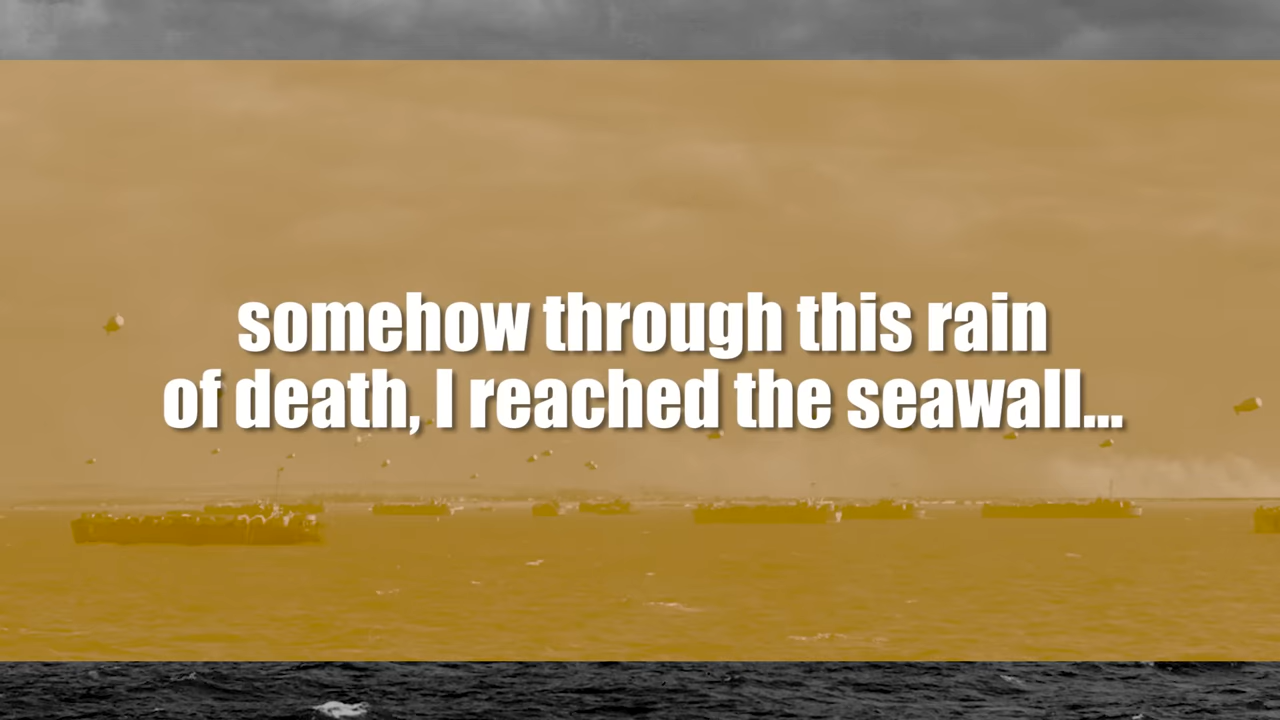 somehow through this rain
of death, I reached the seawall...